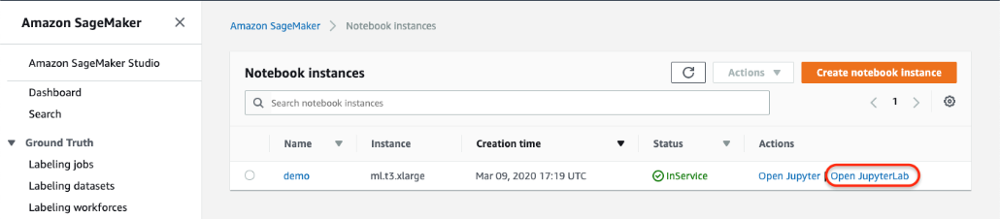 Amazon SageMaker
Amazon SageMaker Studio
Dashboard
Search
Ground Truth
Labeling jobs
Labeling datasets
Labeling workforces
Amazon SageMaker > Notebook instances
Notebook instances
Actions
Create notebook instance
Search notebook instances
1
Name Instance Creation time Status Actions
demo ml.t3.xlarge Mar 09, 2020 17:19 UTC InService Open Jupyter | Open JupyterLab